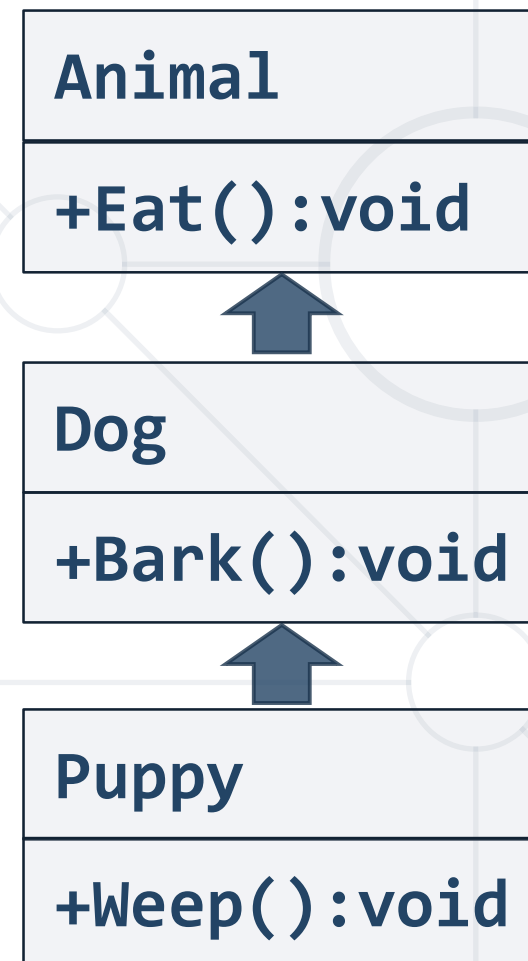 Animal
+Eat():void
Dog
+Bark():void
Puppy
+Weep():void